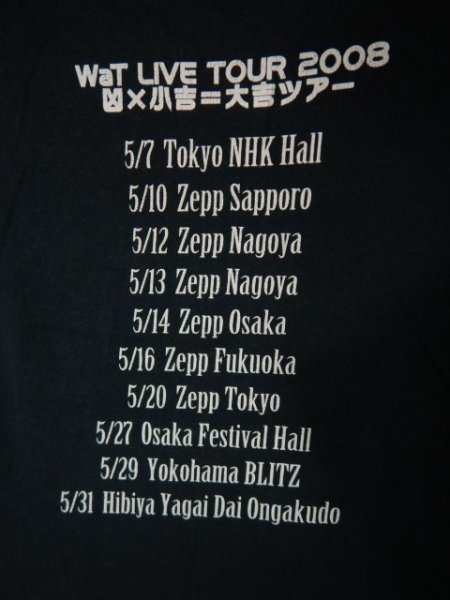 WaT LIVE TOUR 2008
凶×小吉=大吉ツアー
5/7 Tokyo NHK Hall
5/10 Zepp Sapporo
5/12 Zepp Nagoya
5/13 Zepp Nagoya
5/14 Zepp Osaka
5/16 Zepp Fukuoka
5/20 Zepp Tokyo
5/27 Osaka Festival Hall
5/29 Yokohama BLITZ
5/31 Hibiya Yagai Dai Ongakudo